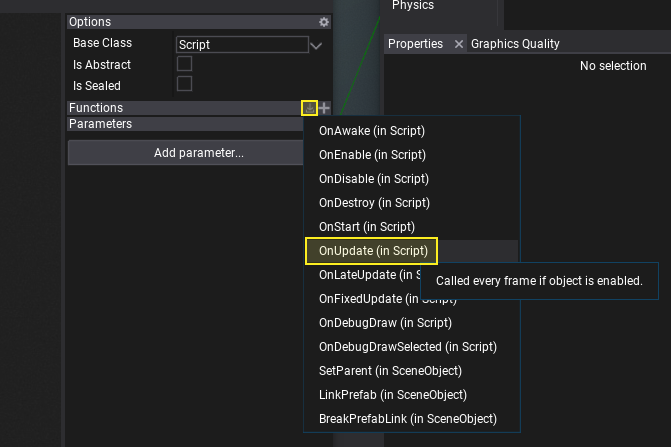 Physics
Options
Base Class
Script
Is Abstract
Is Sealed
Functions
Parameters
Add parameter...
Properties
Graphics Quality
No selection
OnAwake (in Script)
OnEnable (in Script)
OnDisable (in Script)
OnDestroy (in Script)
OnStart (in Script)
OnUpdate (in Script)
OnLateUpdate (in S
Called every frame if object is enabled.
OnFixedUpdate (in Script)
OnDebugDraw (in Script)
OnDebugDrawSelected (in Script)
SetParent (in SceneObject)
LinkPrefab (in SceneObject)
BreakPrefabLink (in SceneObject)